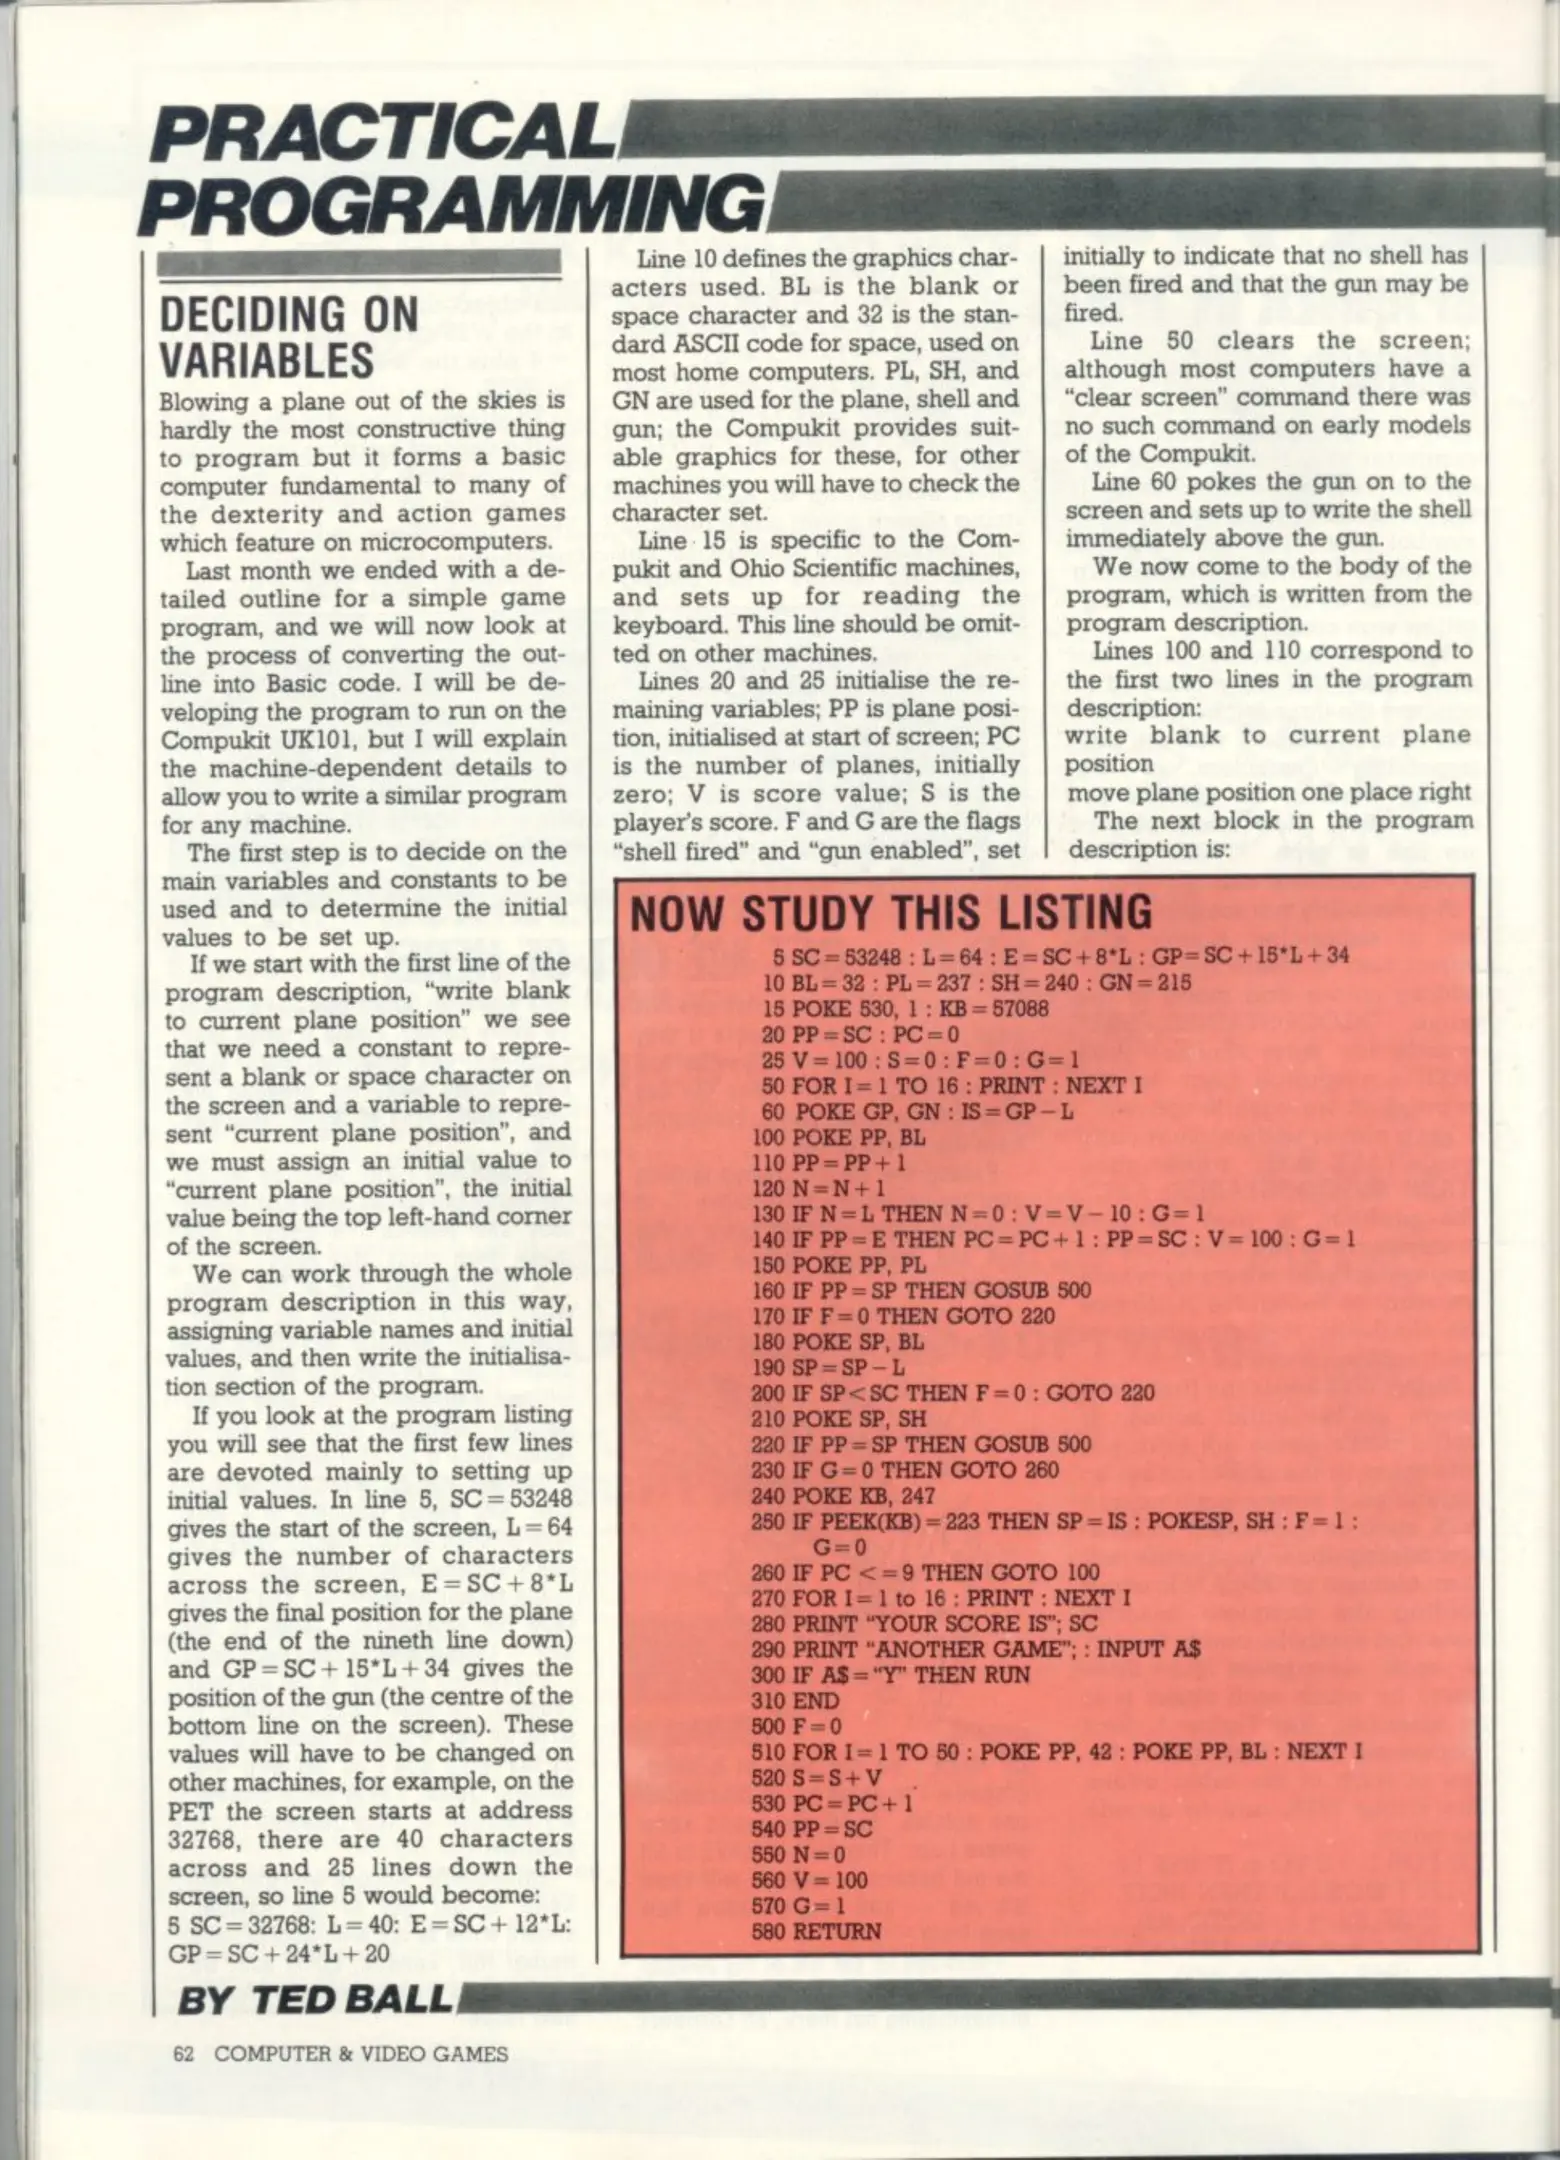 PRACTICAL
PROGRAMMING
DECIDING ON
VARIABLES
Blowing a plane out of the skies is
hardly the most constructive thing
to program but it forms a basic
computer fundamental to many of
the dexterity and action games
which feature on microcomputers.
Last month we ended with a de-
tailed outline for a simple game
program, and we will now look at
the process of converting the out-
line into Basic code. I will be de-
veloping the program to run on the
Compukit UK101, but I will explain
the machine-dependent details to
allow you to write a similar program
for any machine.
The first step is to decide on the
main variables and constants to be
used and to determine the initial
values to be set up.
If we start with the first line of the
program description, “write blank
to current plane position” we see
that we need a constant to repre-
sent a blank or space character on
the screen and a variable to repre-
sent “current plane position”, and
we must assign an initial value to
“current plane position”, the initial
value being the top left-hand corner
of the screen.
We can work through the whole
program description in this way,
assigning variable names and initial
values, and then write the initialisa-
tion section of the program.
If you look at the program listing
you will see that the first few lines
are devoted mainly to setting up
initial values. In line 5, SC=53248
gives the start of the screen, L=64
gives the number of characters
across the screen, E=SC+8*L
gives the final position for the plane
(the end of the nineth line down)
and GP=SC+15*L+34 gives the
position of the gun (the centre of the
bottom line on the screen). These
values will have to be changed on
other machines, for example, on the
PET the screen starts at address
32768, there are 40 characters
across and 25 lines down the
screen, so line 5 would become:
5 SC=32768: L=40: E=SC+12*L:
GP=SC+24*L+20
Line 10 defines the graphics char-
acters used. BL is the blank or
space character and 32 is the stan-
dard ASCII code for space, used on
most home computers. PL, SH, and
GN are used for the plane, shell and
gun; the Compukit provides suit-
able graphics for these, for other
machines you will have to check the
character set.
Line 15 is specific to the Com-
pukit and Ohio Scientific machines,
and sets up for reading the
keyboard. This line should be omit-
ted on other machines.
Lines 20 and 25 initialise the re-
maining variables; PP is plane posi-
tion, initialised at start of screen; PC
is the number of planes, initially
zero; V is score value; S is the
player's score. F and G are the flags
“shell fired” and “gun enabled”, set
initially to indicate that no shell has
been fired and that the gun may be
fired.
Line 50 clears the screen;
although most computers have a
“clear screen” command there was
no such command on early models
of the Compukit.
Line 60 pokes the gun on to the
screen and sets up to write the shell
immediately above the gun.
We now come to the body of the
program, which is written from the
program description.
Lines 100 and 110 correspond to
the first two lines in the program
description:
write blank to current plane
position
move plane position one place right
The next block in the program
description is:
NOW STUDY THIS LISTING
5 SC=53248 : L=64 : E=SC+8*L : GP=SC+15*L+34
10 BL=32 : PL=237 : SH=240 : GN=215
15 POKE 530, 1 : KB=57088
20 PP=SC : PC=0
25 V=100 : S=0 : F=0 : G=1
50 FOR I=1 TO 16 : PRINT : NEXT I
60 POKE GP, GN : IS=GP-L
100 POKE PP, BL
110 PP=PP+1
120 N=N+1
130 IF N=L THEN N=0 : V=V-10 : G=1
140 IF PP=E THEN PC=PC+1 : PP=SC : V=100 : G=1
150 POKE PP, PL
160 IF PP=SP THEN GOSUB 500
170 IF F=0 THEN GOTO 220
180 POKE SP, BL
190 SP=SP-L
200 IF SP<SC THEN F=0 : GOTO 220
210 POKE SP, SH
220 IF PP=SP THEN GOSUB 500
230 IF G=0 THEN GOTO 260
240 POKE KB, 247
250 IF PEEK(KB)=223 THEN SP=IS : POKESP, SH : F=1 :
G=0
260 IF PC <=9 THEN GOTO 100
270 FOR I=1 to 16 : PRINT : NEXT I
280 PRINT “YOUR SCORE IS”; SC
290 PRINT “ANOTHER GAME”; : INPUT A$
300 IF A$=“Y” THEN RUN
310 END
500 F=0
510 FOR I=1 TO 50 : POKE PP, 42 : POKE PP, BL : NEXT I
520 S=S+V
530 PC=PC+1
540 PP=SC
550 N=0
560 V=100
570 G=1
580 RETURN
BY TED BALL
62 COMPUTER & VIDEO GAMES